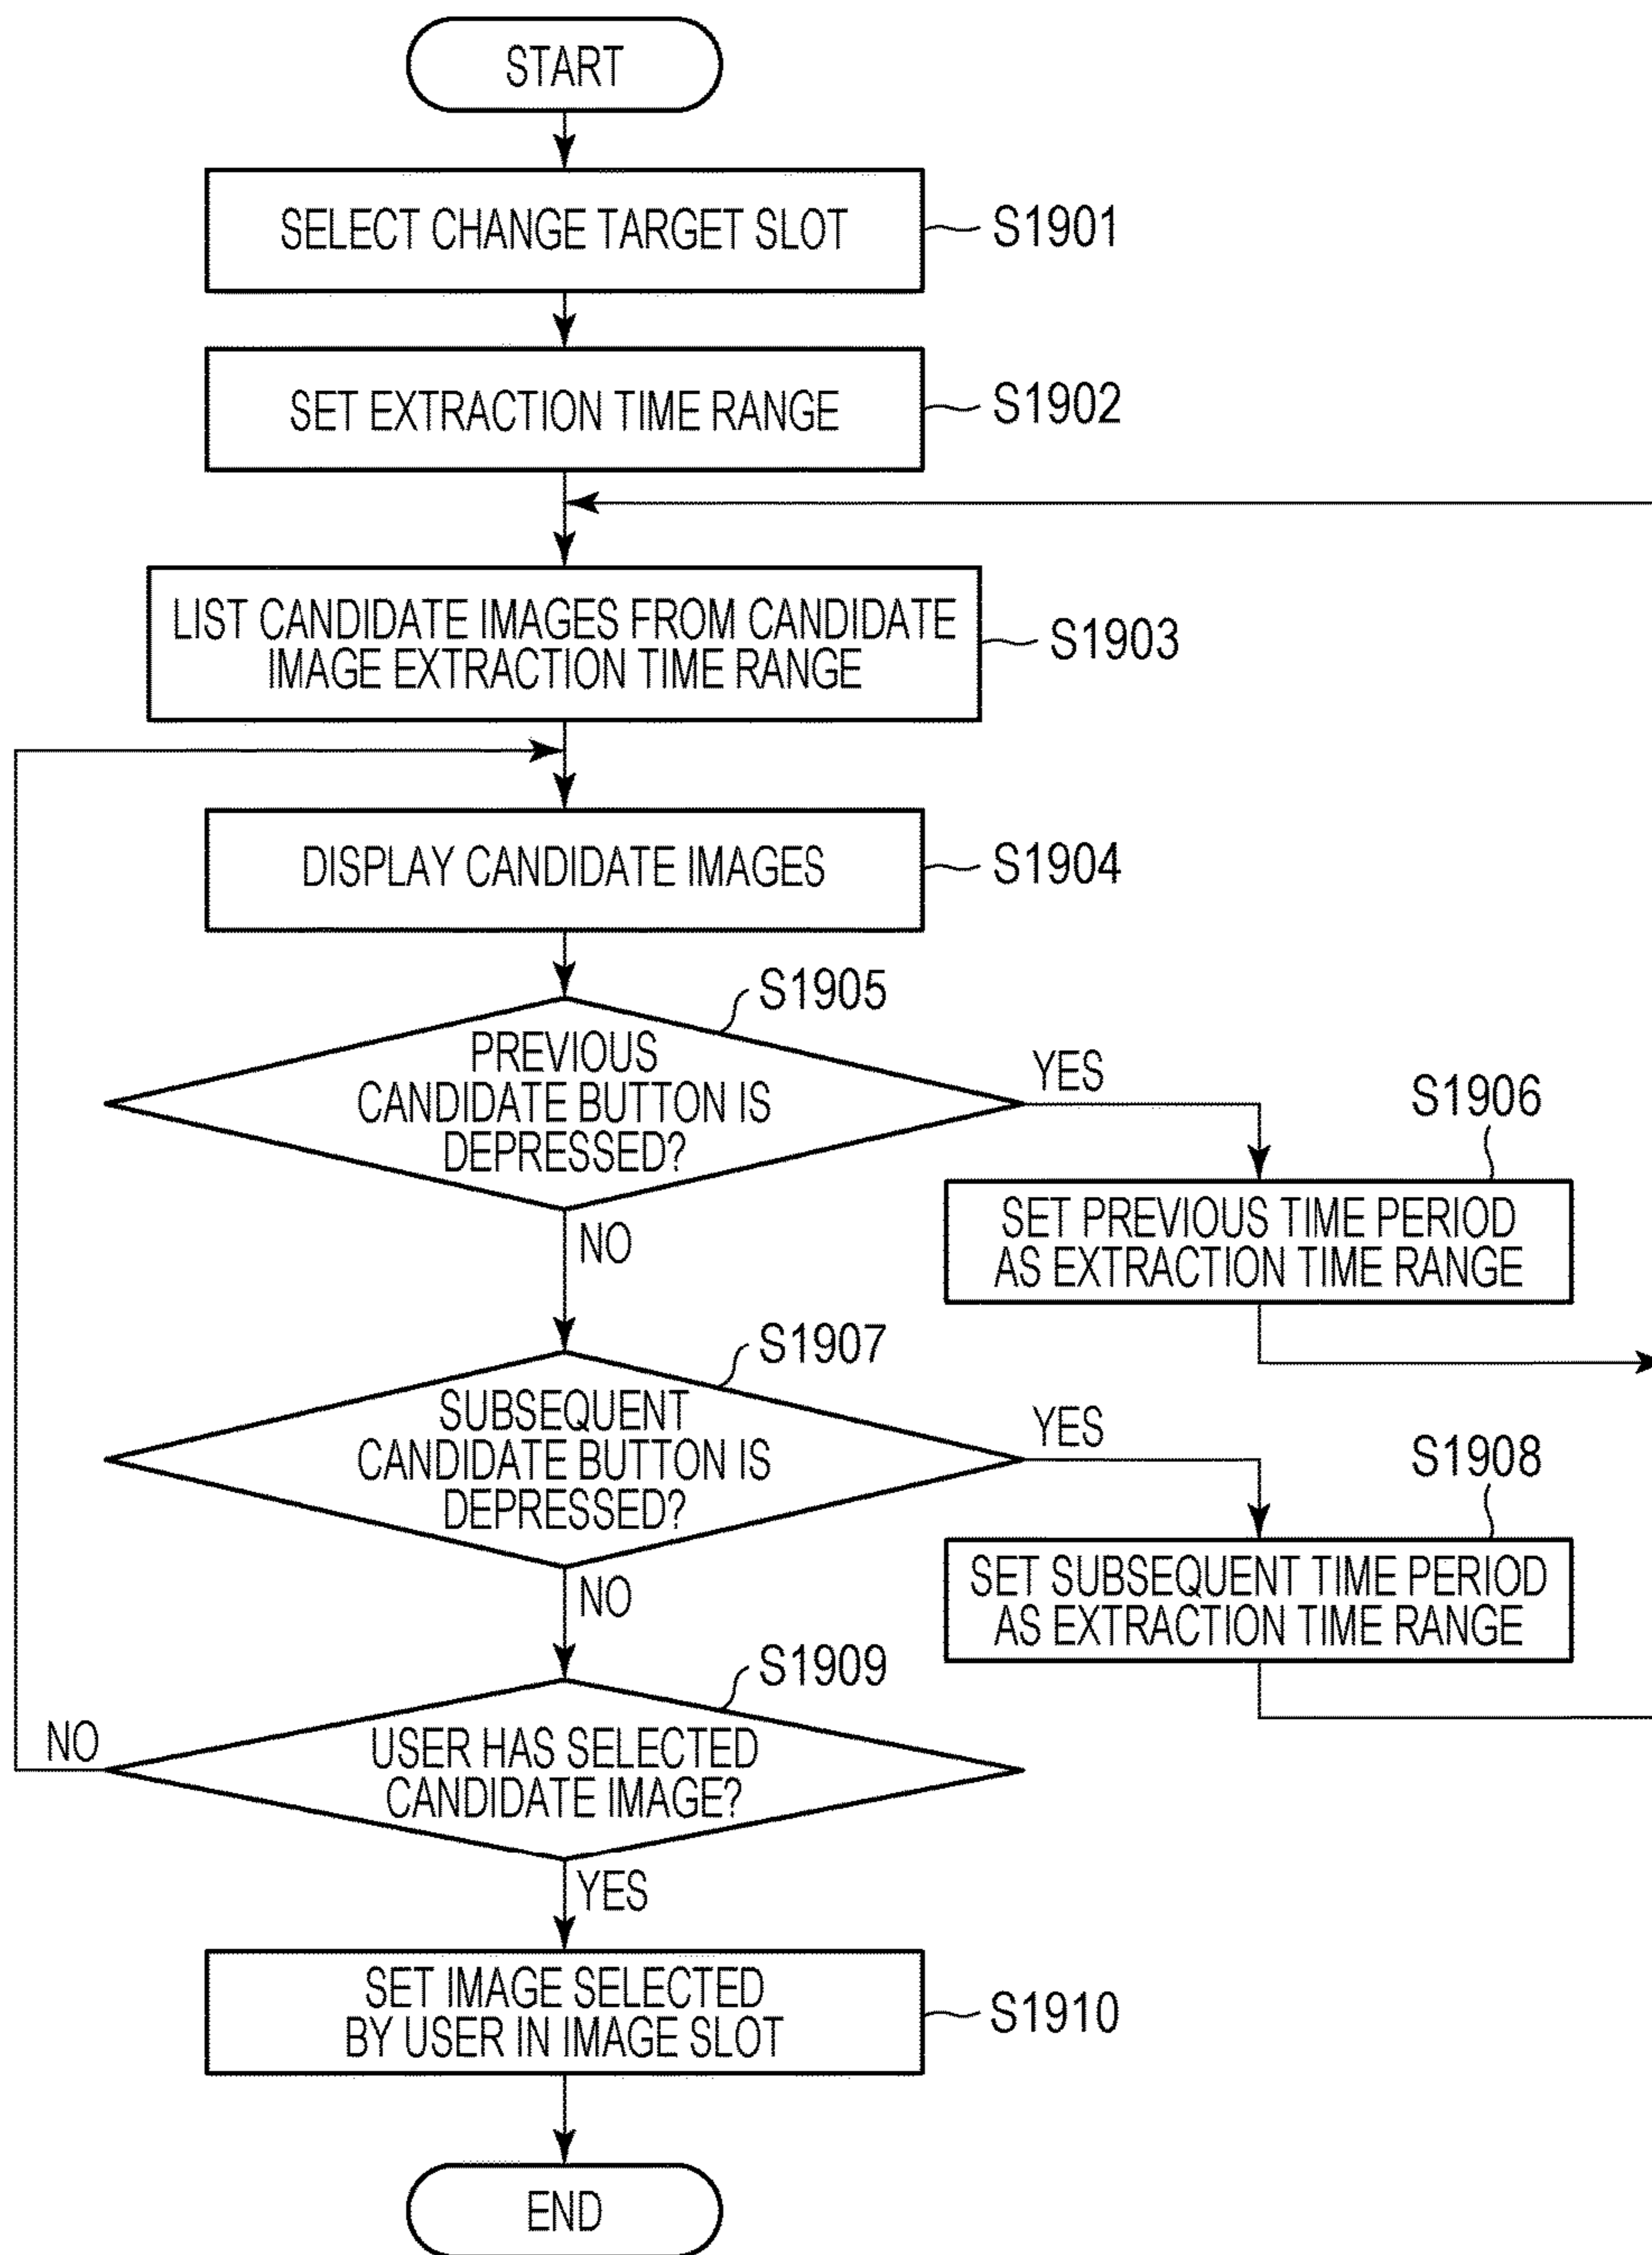 START
SELECT CHANGE TARGET SLOT
S1901
SET EXTRACTION TIME RANGE
S1902
LIST CANDIDATE IMAGES FROM CANDIDATE
IMAGE EXTRACTION TIME RANGE
S1903
DISPLAY CANDIDATE IMAGES
S1904
S1905
PREVIOUS
CANDIDATE BUTTON IS
DEPRESSED?
YES
NO
S1906
SET PREVIOUS TIME PERIOD
AS EXTRACTION TIME RANGE
S1907
SUBSEQUENT
CANDIDATE BUTTON IS
DEPRESSED?
YES
NO
S1908
SET SUBSEQUENT TIME PERIOD
AS EXTRACTION TIME RANGE
S1909
USER HAS SELECTED
CANDIDATE IMAGE?
NO
YES
SET IMAGE SELECTED
BY USER IN IMAGE SLOT
S1910
END